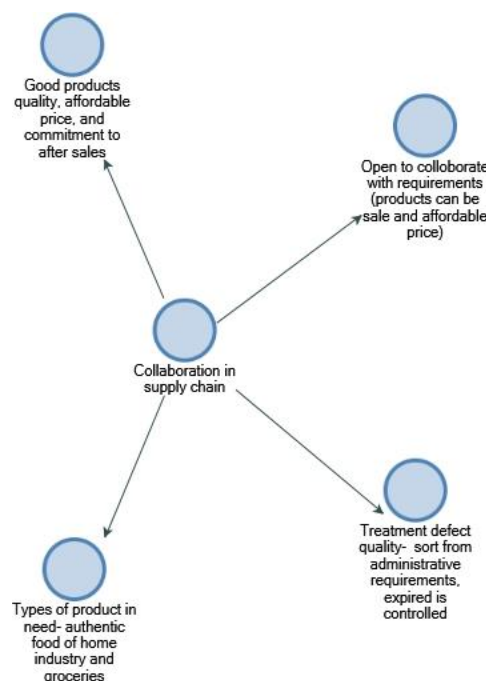 Good products
quality, affordable
price, and
commitment to
after sales
Open to colloborate
with requirements
(products can be
sale and affordable
price)
Collaboration in
supply chain
Treatment defect
quality- sort from
administrative
requirements,
expired is
controlled
Types of product in
need- authentic
food of home
industry and
groceries